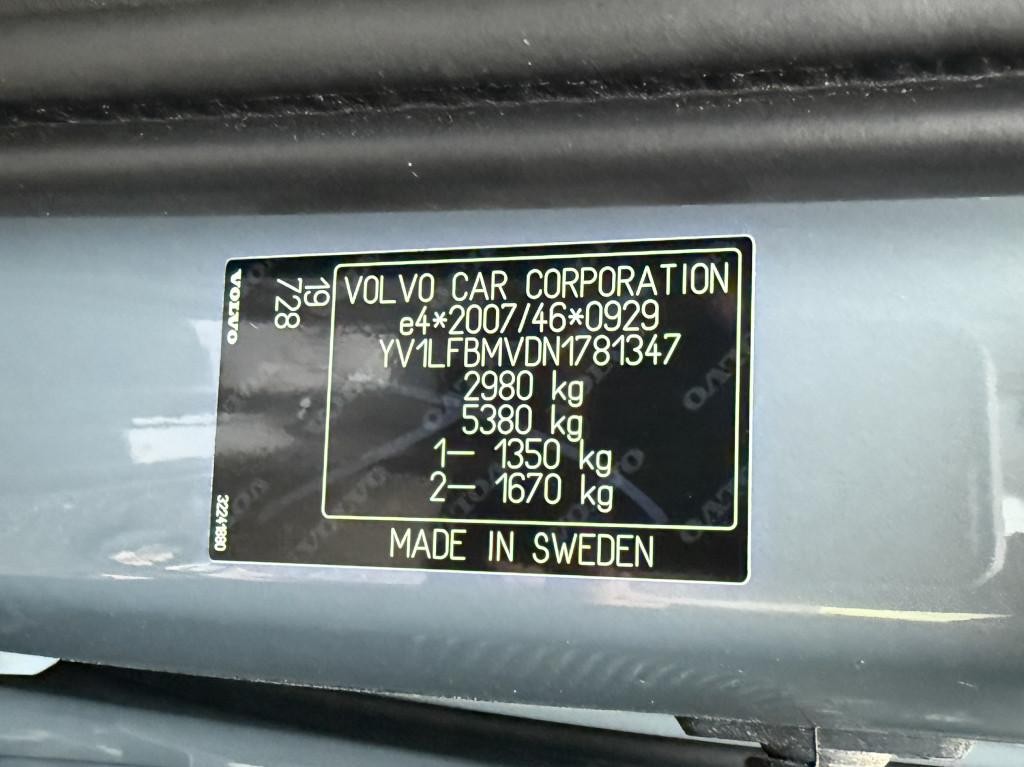 VOLVO
19
728
32241890
VOLVO CAR CORPORATION
e4*2007/46*0929
YV1LFBMVDN1781347
2980 kg
5380 kg
1— 1350 kg
2— 1670 kg
MADE IN SWEDEN